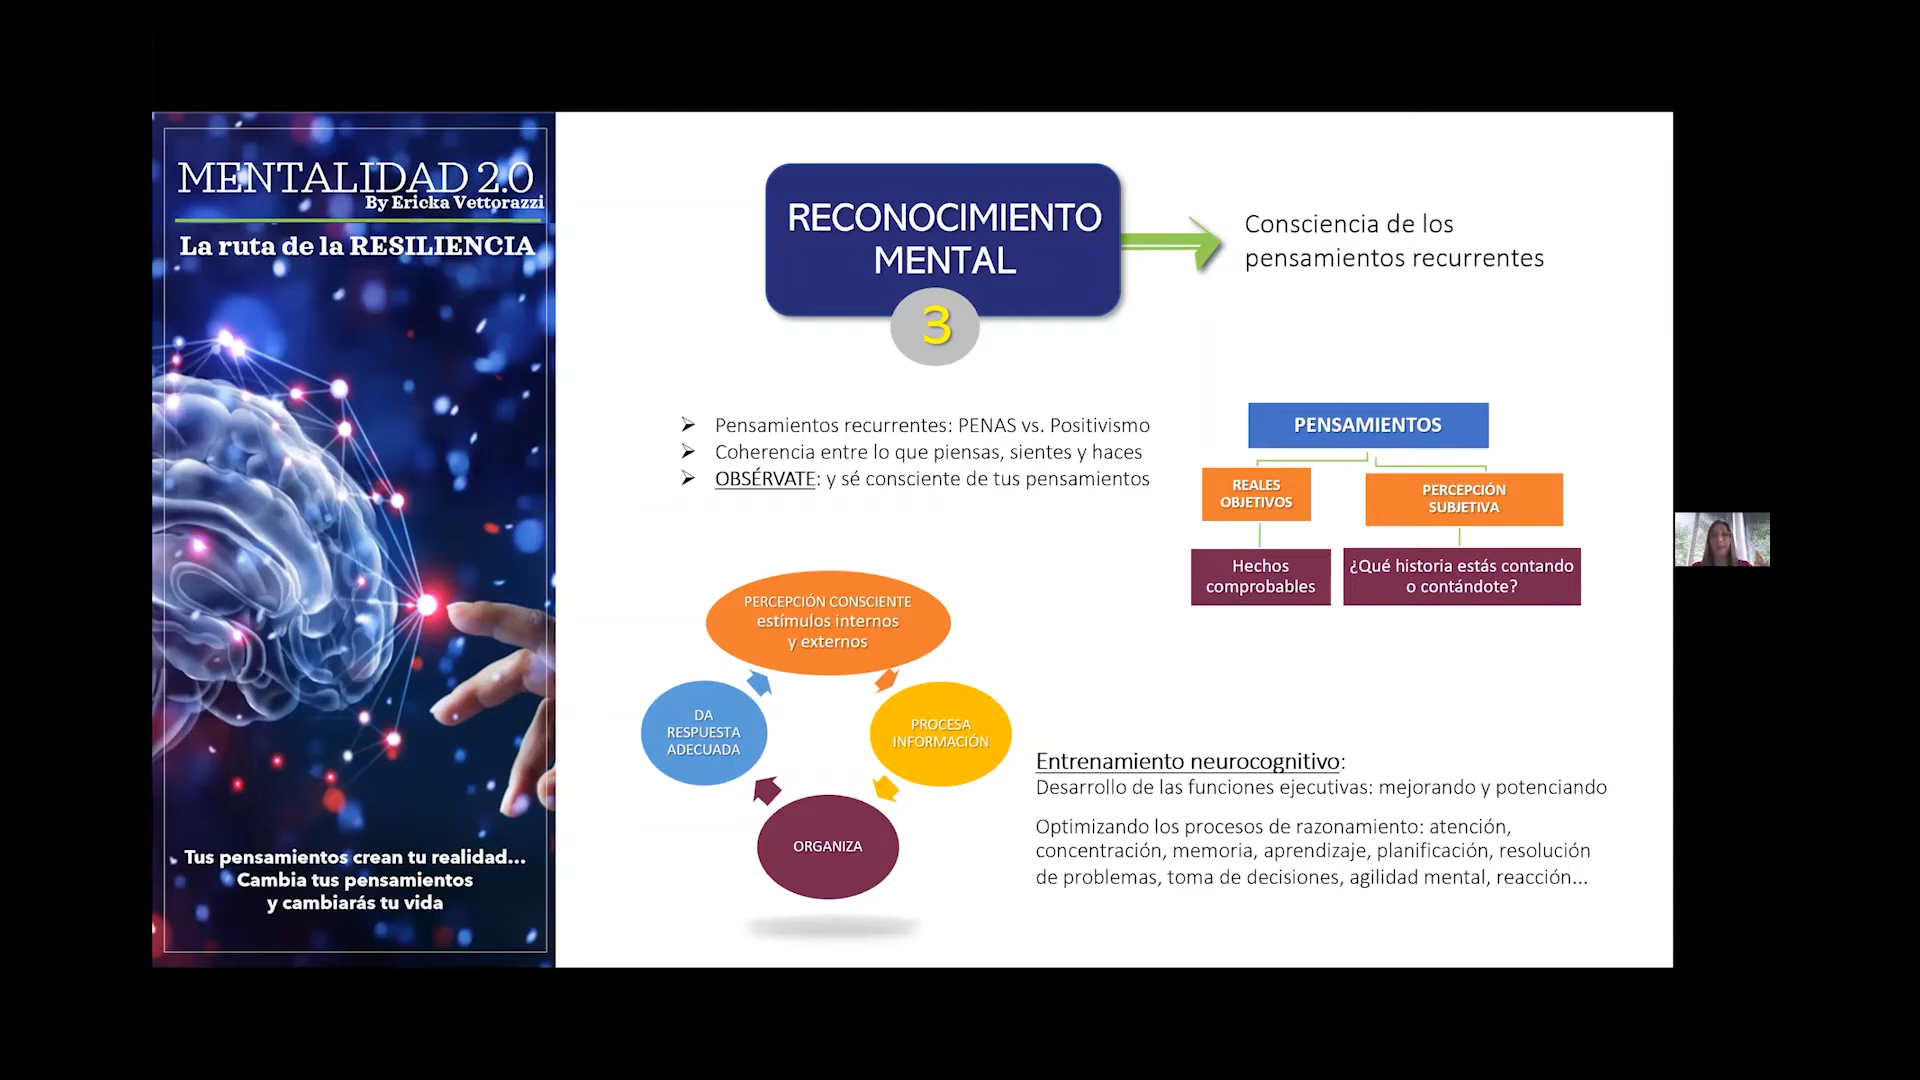 MENTALIDAD 2.0
By Ericka Vettorazzi
La ruta de la RESILIENCIA
Tus pensamientos crean tu realidad...
Cambia tus pensamientos
y cambiarás tu vida
RECONOCIMIENTO
MENTAL
3
Consciencia de los
pensamientos recurrentes
Pensamientos recurrentes: PENAS vs. Positivismo
Coherencia entre lo que piensas, sientes y haces
OBSÉRVATE: y sé consciente de tus pensamientos
PENSAMIENTOS
REALES
OBJETIVOS
PERCEPCIÓN
SUBJETIVA
Hechos
comprobables
¿Qué historia estás contando
o contándote?
PERCEPCIÓN CONSCIENTE
estímulos internos
y externos
DA
RESPUESTA
ADECUADA
PROCESA
INFORMACIÓN
ORGANIZA
Entrenamiento neurocognitivo:
Desarrollo de las funciones ejecutivas: mejorando y potenciando
Optimizando los procesos de razonamiento: atención,
concentración, memoria, aprendizaje, planificación, resolución
de problemas, toma de decisiones, agilidad mental, reacción...